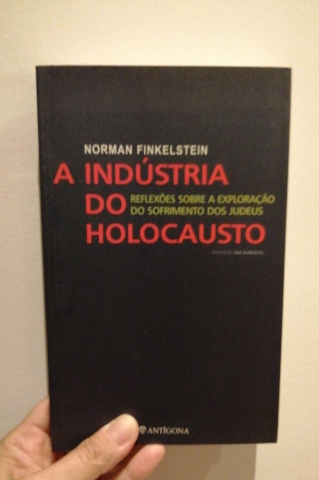 NORMAN FINKELSTEIN
A INDÚSTRIA
DO REFLEXÕES SOBRE A EXPLORAÇÃO
DO SOFRIMENTO DOS JUDEUS
HOLOCAUSTO
ANTÍGONA